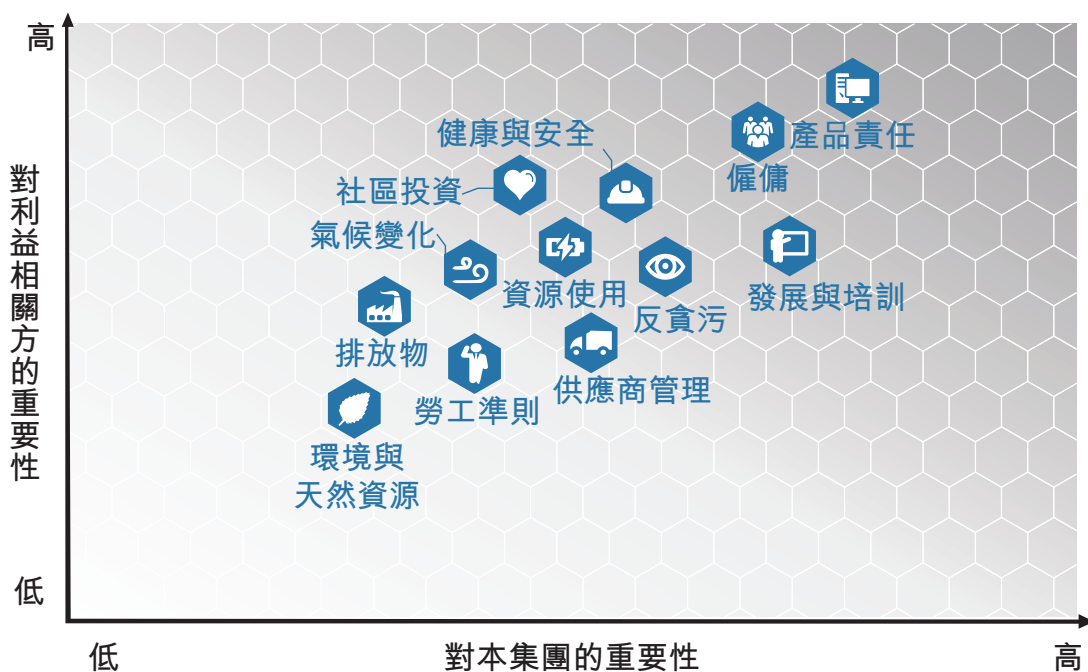 高
健康與安全
產品責任
僱傭
社區投資
氣候變化
資源使用
反貪污
發展與培訓
排放物
供應商管理
勞工準則
環境與
天然資源
對利益相關方的重要性
低
低
對本集團的重要性
高